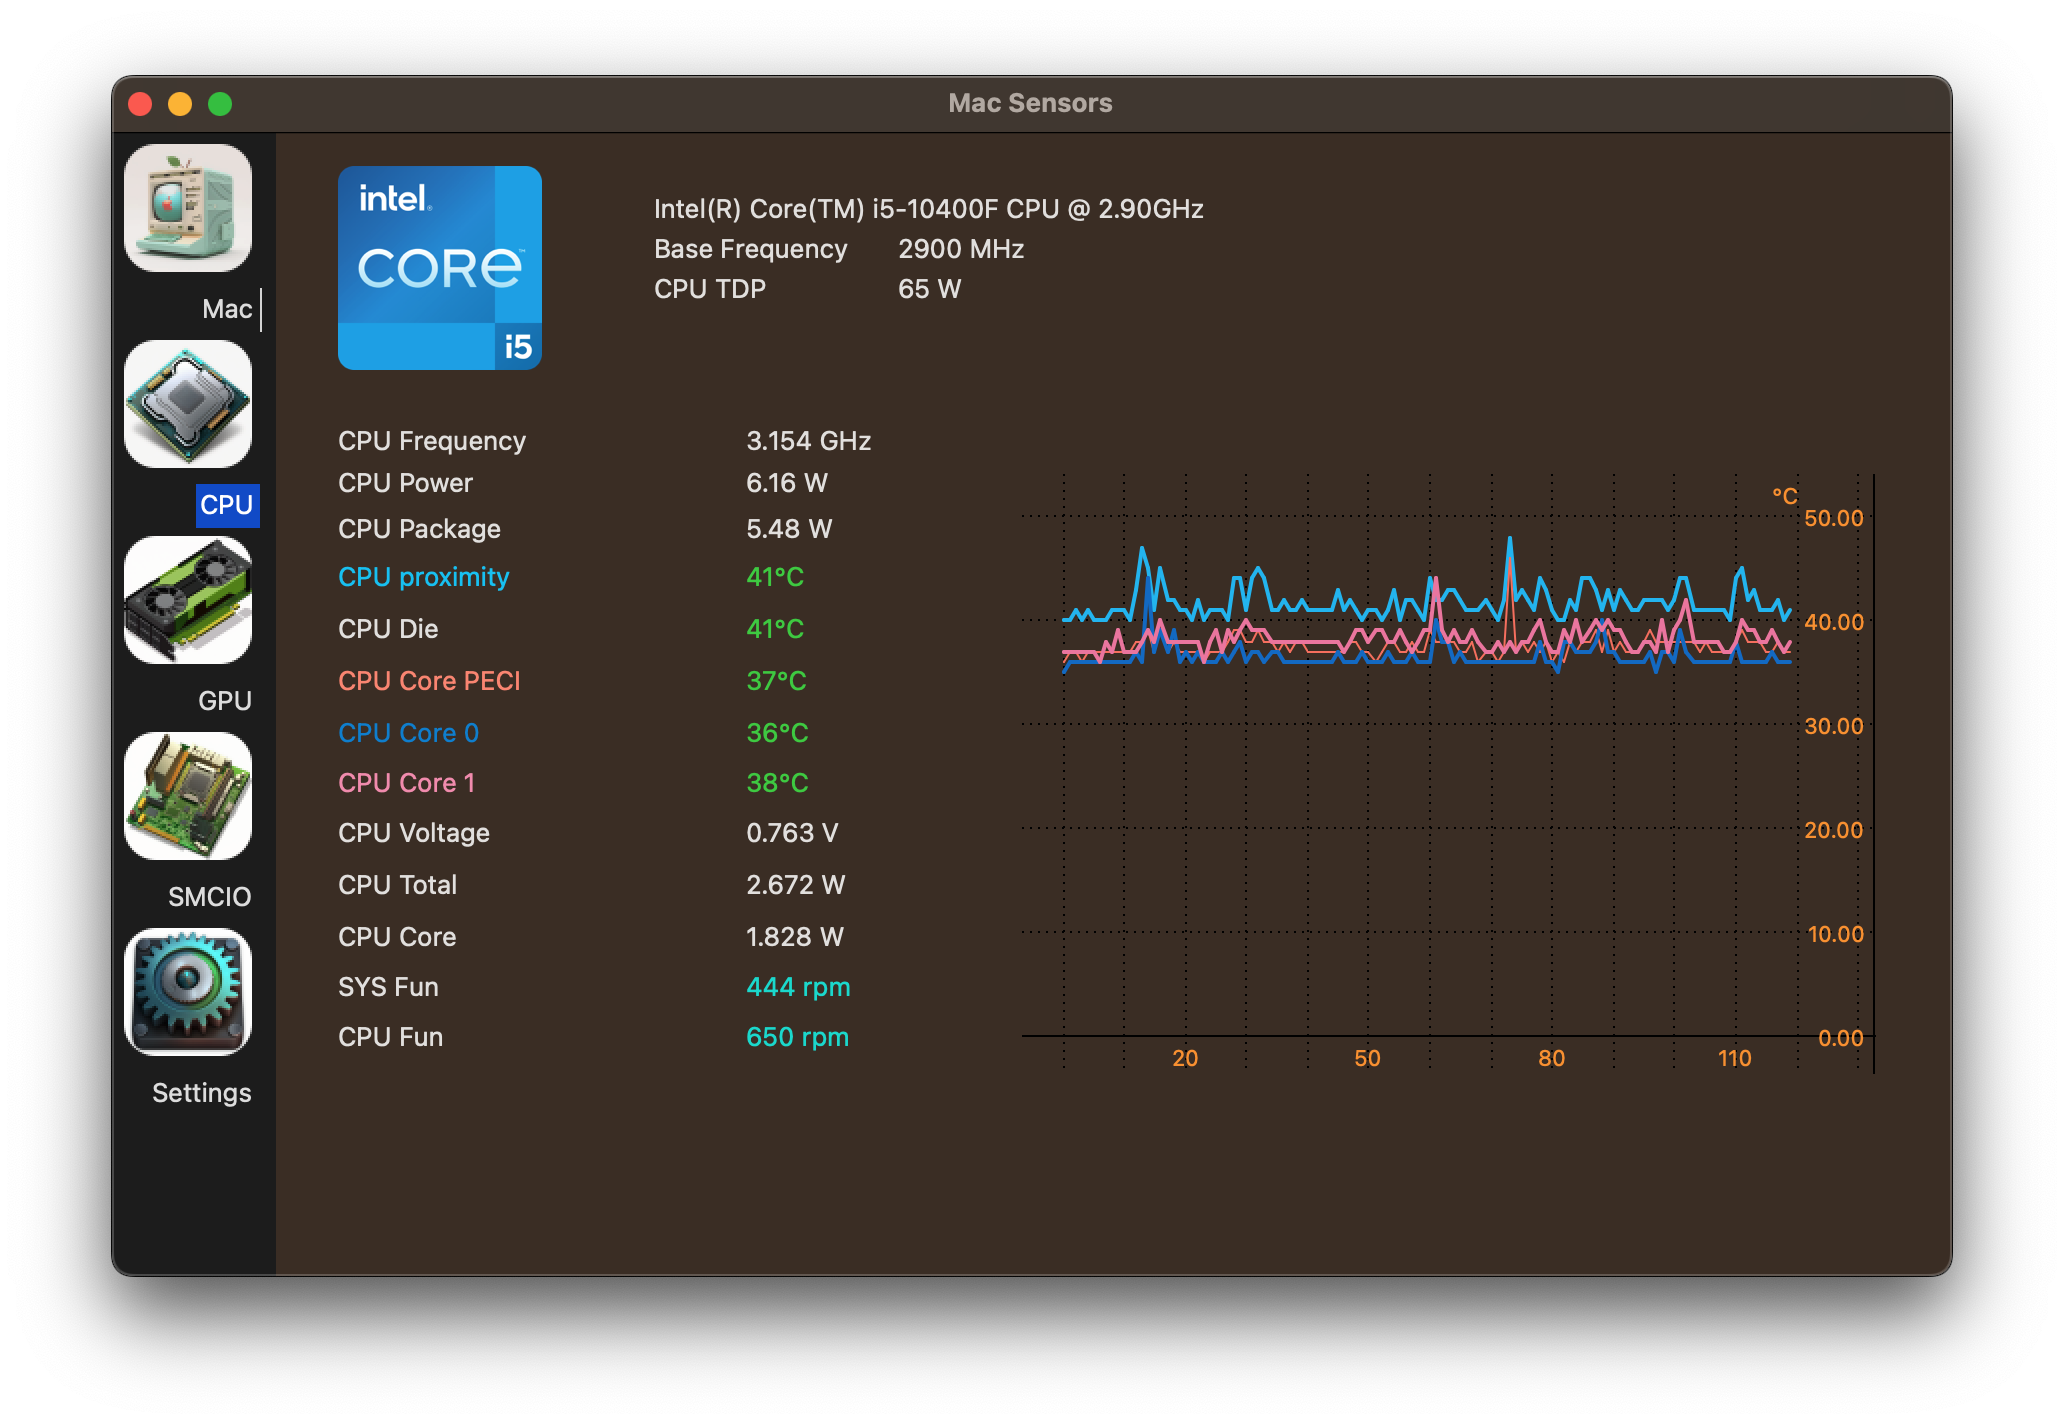 Mac Sensors
Mac
CPU
GPU
SMCIO
Settings
intel.
CORE™
i5
Intel(R) Core(TM) i5-10400F CPU @ 2.90GHz
Base Frequency 2900 MHz
CPU TDP 65 W
CPU Frequency 3.154 GHz
CPU Power 6.16 W
CPU Package 5.48 W
CPU proximity 41°C
CPU Die 41°C
CPU Core PECI 37°C
CPU Core 0 36°C
CPU Core 1 38°C
CPU Voltage 0.763 V
CPU Total 2.672 W
CPU Core 1.828 W
SYS Fun 444 rpm
CPU Fun 650 rpm
°C
50.00
40.00
30.00
20.00
10.00
0.00
20 50 80 110